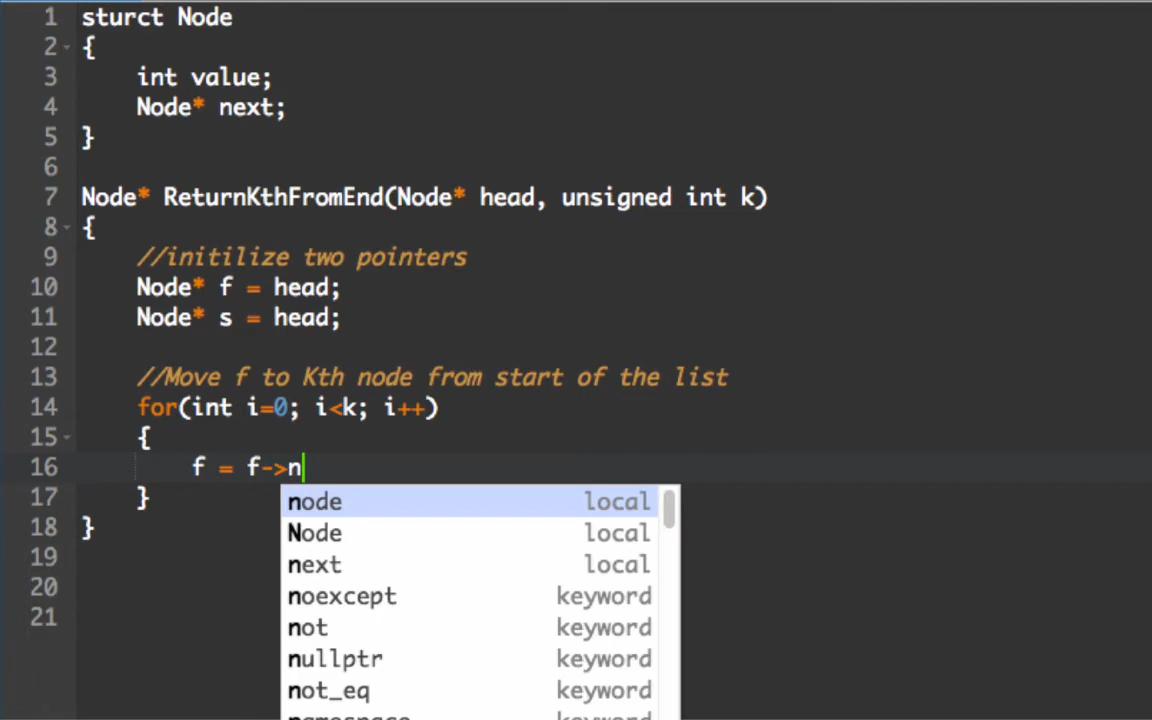 1 sturct Node
2 {
3 int value;
4 Node* next;
5 }
6
7 Node* ReturnKthFromEnd(Node* head, unsigned int k)
8 {
9 //initilize two pointers
10 Node* f = head;
11 Node* s = head;
12
13 //Move f to Kth node from start of the list
14 for(int i=0; i<k; i++)
15 {
16 f = f->n
17 }
18 }
19
20
21
node local
Node local
next local
noexcept keyword
not keyword
nullptr keyword
not_eq keyword